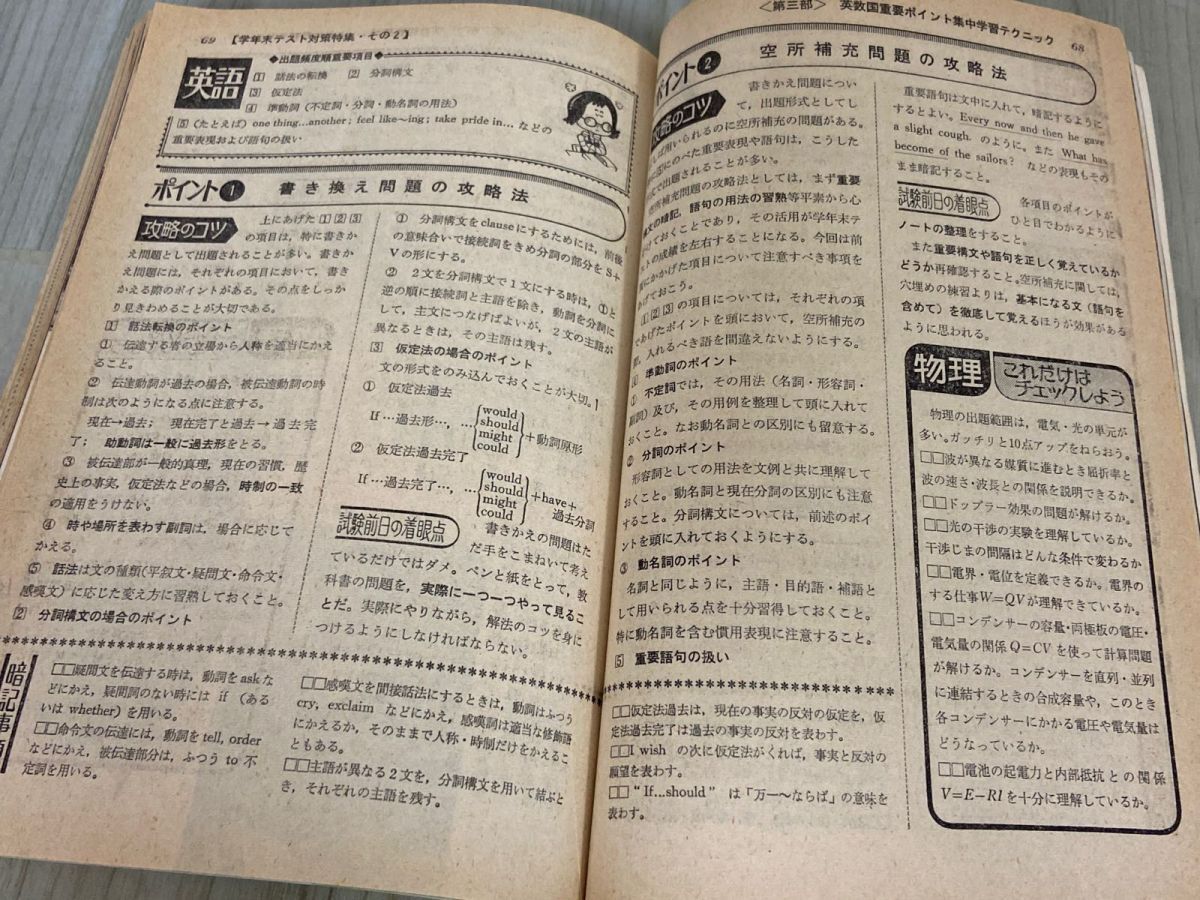 69 【学年末テスト対策特集・その2】
英語
◆出題頻度順重要項目◆
[1] 話法の転換 [2] 分詞構文
[3] 仮定法
[4] 準動詞(不定詞・分詞・動名詞の用法)
[5] (たとえば) one thing…another; feel like～ing; take pride in… などの
重要表現および語句の扱い
ポイント1 書き換え問題の攻略法
攻略のコツ
上にあげた[1][2][3]
の項目は，特に書きか
え問題として出題されることが多い。書きか
え問題には，それぞれの項目において，書き
かえる際のポイントがある。その点をしっか
り見きわめることが大切である。
[1] 話法転換のポイント
① 伝達する者の立場から人称を適当にかえ
ること。
② 伝達動詞が過去の場合，被伝達動詞の時
制は次のようになる点に注意する。
現在→過去； 現在完了と過去→過去完
了； 助動詞は一般に過去形をとる。
③ 被伝達部が一般的真理，現在の習慣，歴
史上の事実，仮定法などの場合，時制の一致
の適用をうけない。
④ 時や場所を表わす副詞は，場合に応じて
かえる。
⑤ 話法は文の種類(平叙文・疑問文・命令文・
感嘆文)に応じた変え方に習熟しておくこと。
[2] 分詞構文の場合のポイント
① 分詞構文をclauseにするためには，前後
の意味合いで接続詞をきめ分詞の部分をS+
Vの形にする。
② 2文を分詞構文で1文にする時は，①と
逆の順に接続詞と主語を除き，動詞を分詞に
して，主文につなげばよいが，2文の主語が
異なるときは，その主語は残す。
[3] 仮定法の場合のポイント
文の形式をのみ込んでおくことが大切。
① 仮定法過去
If …過去形…, … would should might could +動詞原形
② 仮定法過去完了
If…過去完了…, … would should might could +have+過去分詞
試験前日の着眼点
書きかえの問題はた
だ手をこまねいて考え
ているだけではダメ。ペンと紙をとって，教
科書の問題を，実際に一つ一つやって見るこ
とだ。実際にやりながら，解法のコツを身に
つけるようにしなければならない。
暗記事項
□□疑問文を伝達する時は，動詞をaskな
どにかえ，疑問詞のない時には if (ある
いは whether)を用いる。
□□命令文の伝達には，動詞を tell, order
などにかえ，被伝達部分は，ふつう to 不
定詞を用いる。
□□感嘆文を間接話法にするときは，動詞はふつう
cry, exclaim などにかえ，感嘆詞は適当な修飾語
にかえるか，そのままで人称・時制だけをかえるこ
ともある。
□□主語が異なる2文を，分詞構文を用いて結ぶと
き，それぞれの主語を残す。
<第三部> 英数国重要ポイント集中学習テクニック 68
ポイント2 空所補充問題の攻略法
攻略のコツ
書きかえ問題につい
て，出題形式としてし
ばしば用いられるのに空所補充の問題がある。
にのべた重要表現や語句は，こうした
で出題されることが多い。
空所補充問題の攻略法としては，まず重要
文の暗記，語句の用法の習熟等平素から心
ておくことであり，その活用が学年末テ
ストの成績を左右することになる。今回は前
にかかげた項目について注意すべき事項を
あげておこう。
[1][2][3]の項目については，それぞれの項
であげたポイントを頭において，空所補充の
，入れるべき語を間違えないようにする。
[4] 準動詞のポイント
① 不定詞では，その用法(名詞・形容詞・
副詞)及び，その用例を整理して頭に入れて
おくこと。なお動名詞との区別にも留意する。
② 分詞のポイント
形容詞としての用法を文例と共に理解して
おくこと。動名詞と現在分詞の区別にも注意
すること。分詞構文については，前述のポイ
ントを頭に入れておくようにする。
③ 動名詞のポイント
名詞と同じように，主語・目的語・補語と
して用いられる点を十分習得しておくこと。
特に動名詞を含む慣用表現に注意すること。
[5] 重要語句の扱い
重要語句は文中に入れて，暗記するように
するとよい。Every now and then he gave
a slight cough. のように。また What has
become of the sailors? などの表現もその
まま暗記すること。
試験前日の着眼点
各項目のポイントが
ひと目でわかるように
ノートの整理をすること。
また重要構文や語句を正しく覚えているか
どうか再確認すること。空所補充に関しては，
穴埋めの練習よりは，基本になる文(語句を
含めて)を徹底して覚えるほうが効果がある
ように思われる。
□□仮定法過去は，現在の事実の反対の仮定を，仮
定法過去完了は過去の事実の反対を表わす。
□□I wish の次に仮定法がくれば，事実と反対の
願望を表わす。
□□ “If…should” は「万一～ならば」の意味を
表わす。
物理 これだけはチェックしよう
物理の出題範囲は，電気・光の単元が
多い。ガッチリと10点アップをねらおう。
□□波が異なる媒質に進むとき屈折率と
波の速さ・波長との関係を説明できるか。
□□ドップラー効果の問題が解けるか。
□□光の干渉の実験を理解しているか。
干渉じまの間隔はどんな条件で変わるか
□□電界・電位を定義できるか。電界の
する仕事W=QVが理解できているか。
□□コンデンサーの容量・両極板の電圧・
電気量の関係 Q=CV を使って計算問題
が解けるか。コンデンサーを直列・並列
に連結するときの合成容量や，このとき
各コンデンサーにかかる電圧や電気量は
どうなっているか。
□□電池の起電力と内部抵抗との関係
V=E−RIを十分に理解しているか。